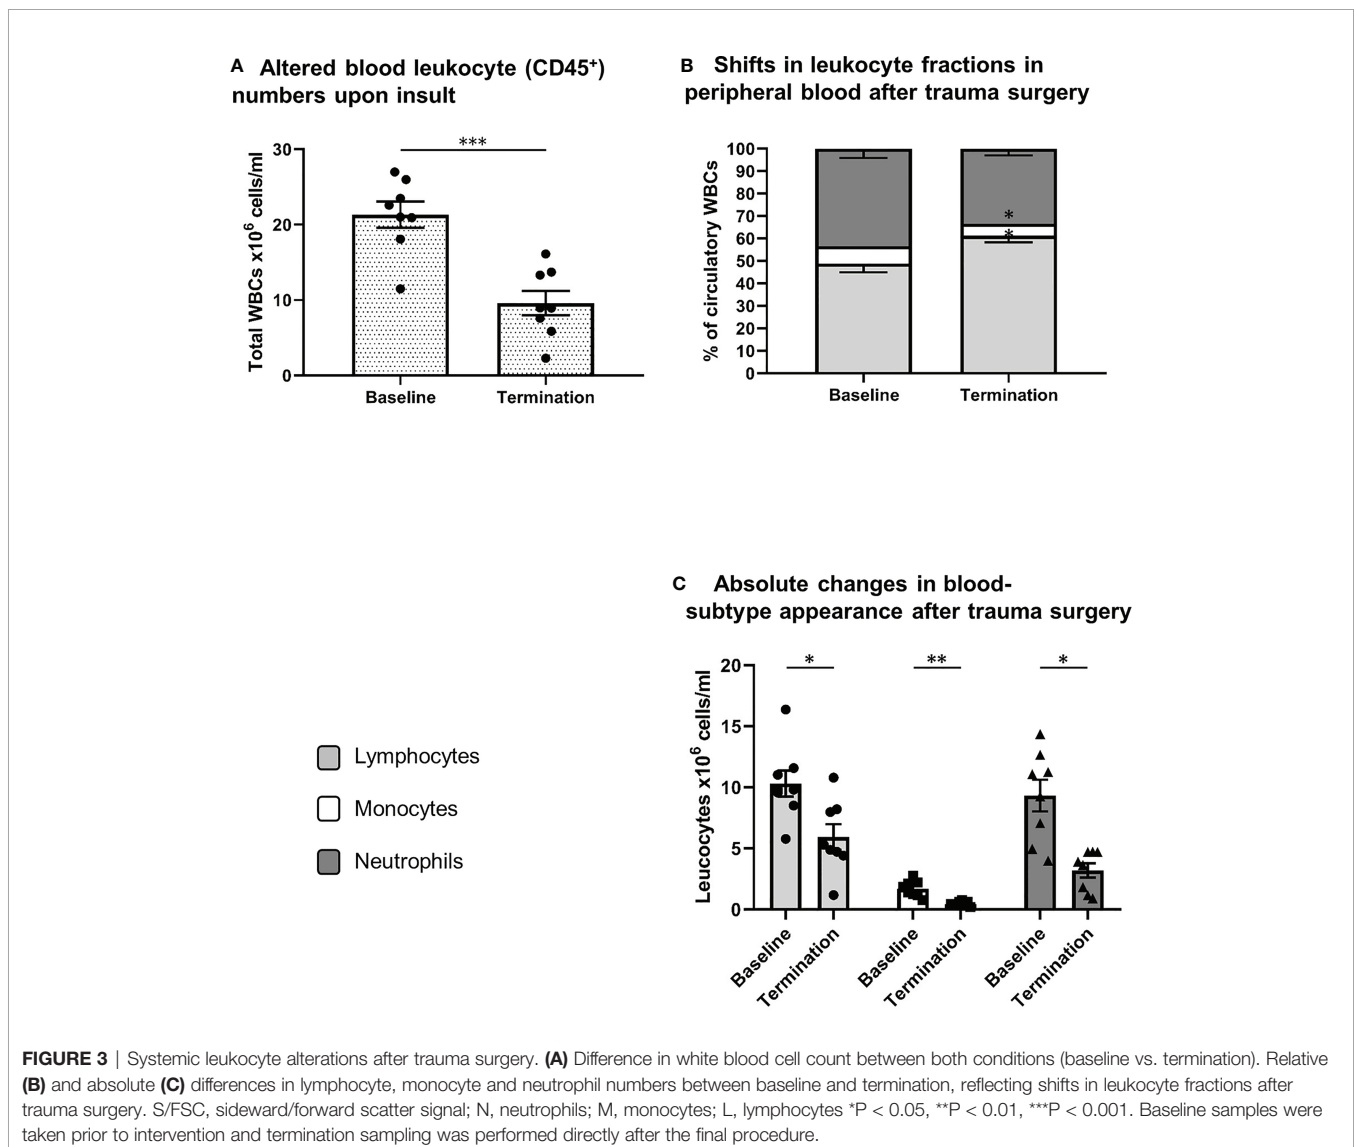 A Altered blood leukocyte (CD45+)
numbers upon insult
***
Total WBCs x10^6 cells/ml
30
20
10
0
Baseline
Termination
B Shifts in leukocyte fractions in
peripheral blood after trauma surgery
% of circulatory WBCs
100
90
80
70
60
50
40
30
20
10
0
*
*
Baseline
Termination
C Absolute changes in blood-
subtype appearance after trauma surgery
Leucocytes x10^6 cells/ml
20
15
10
5
0
*
**
*
Baseline
Termination
Baseline
Termination
Baseline
Termination
Lymphocytes
Monocytes
Neutrophils
FIGURE 3 | Systemic leukocyte alterations after trauma surgery. (A) Difference in white blood cell count between both conditions (baseline vs. termination). Relative
(B) and absolute (C) differences in lymphocyte, monocyte and neutrophil numbers between baseline and termination, reflecting shifts in leukocyte fractions after
trauma surgery. S/FSC, sideward/forward scatter signal; N, neutrophils; M, monocytes; L, lymphocytes *P < 0.05, **P < 0.01, ***P < 0.001. Baseline samples were
taken prior to intervention and termination sampling was performed directly after the final procedure.